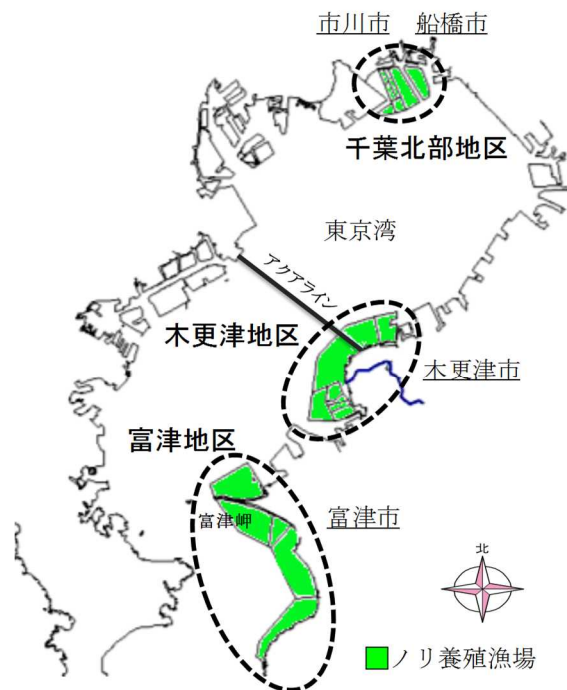 市川市 船橋市
千葉北部地区
東京湾
アクアライン
木更津地区
木更津市
富津地区
富津岬
富津市
北
ノリ養殖漁場